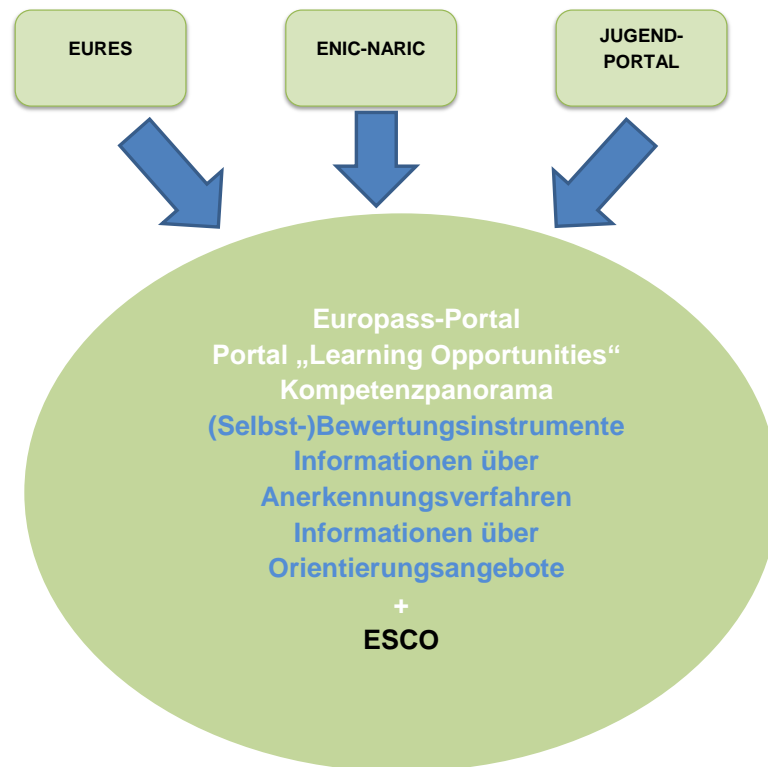 EURES
ENIC-NARIC
JUGEND-
PORTAL
Europass-Portal
Portal „Learning Opportunities“
Kompetenzpanorama
(Selbst-)Bewertungsinstrumente
Informationen über
Anerkennungsverfahren
Informationen über
Orientierungsangebote
+
ESCO